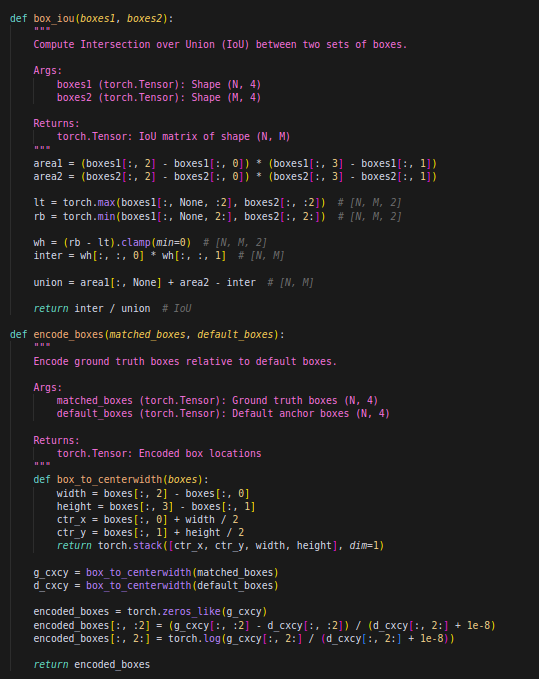 def box_iou(boxes1, boxes2):
    """
    Compute Intersection over Union (IoU) between two sets of boxes.

    Args:
        boxes1 (torch.Tensor): Shape (N, 4)
        boxes2 (torch.Tensor): Shape (M, 4)

    Returns:
        torch.Tensor: IoU matrix of shape (N, M)
    """
    area1 = (boxes1[:, 2] - boxes1[:, 0]) * (boxes1[:, 3] - boxes1[:, 1])
    area2 = (boxes2[:, 2] - boxes2[:, 0]) * (boxes2[:, 3] - boxes2[:, 1])

    lt = torch.max(boxes1[:, None, :2], boxes2[:, :2])  # [N, M, 2]
    rb = torch.min(boxes1[:, None, 2:], boxes2[:, 2:])  # [N, M, 2]

    wh = (rb - lt).clamp(min=0)  # [N, M, 2]
    inter = wh[:, :, 0] * wh[:, :, 1]  # [N, M]

    union = area1[:, None] + area2 - inter  # [N, M]

    return inter / union  # IoU

def encode_boxes(matched_boxes, default_boxes):
    """
    Encode ground truth boxes relative to default boxes.

    Args:
        matched_boxes (torch.Tensor): Ground truth boxes (N, 4)
        default_boxes (torch.Tensor): Default anchor boxes (N, 4)

    Returns:
        torch.Tensor: Encoded box locations
    """
    def box_to_centerwidth(boxes):
        width = boxes[:, 2] - boxes[:, 0]
        height = boxes[:, 3] - boxes[:, 1]
        ctr_x = boxes[:, 0] + width / 2
        ctr_y = boxes[:, 1] + height / 2
        return torch.stack([ctr_x, ctr_y, width, height], dim=1)

    g_cxcy = box_to_centerwidth(matched_boxes)
    d_cxcy = box_to_centerwidth(default_boxes)

    encoded_boxes = torch.zeros_like(g_cxcy)
    encoded_boxes[:, :2] = (g_cxcy[:, :2] - d_cxcy[:, :2]) / (d_cxcy[:, 2:] + 1e-8)
    encoded_boxes[:, 2:] = torch.log(g_cxcy[:, 2:] / (d_cxcy[:, 2:] + 1e-8))

    return encoded_boxes